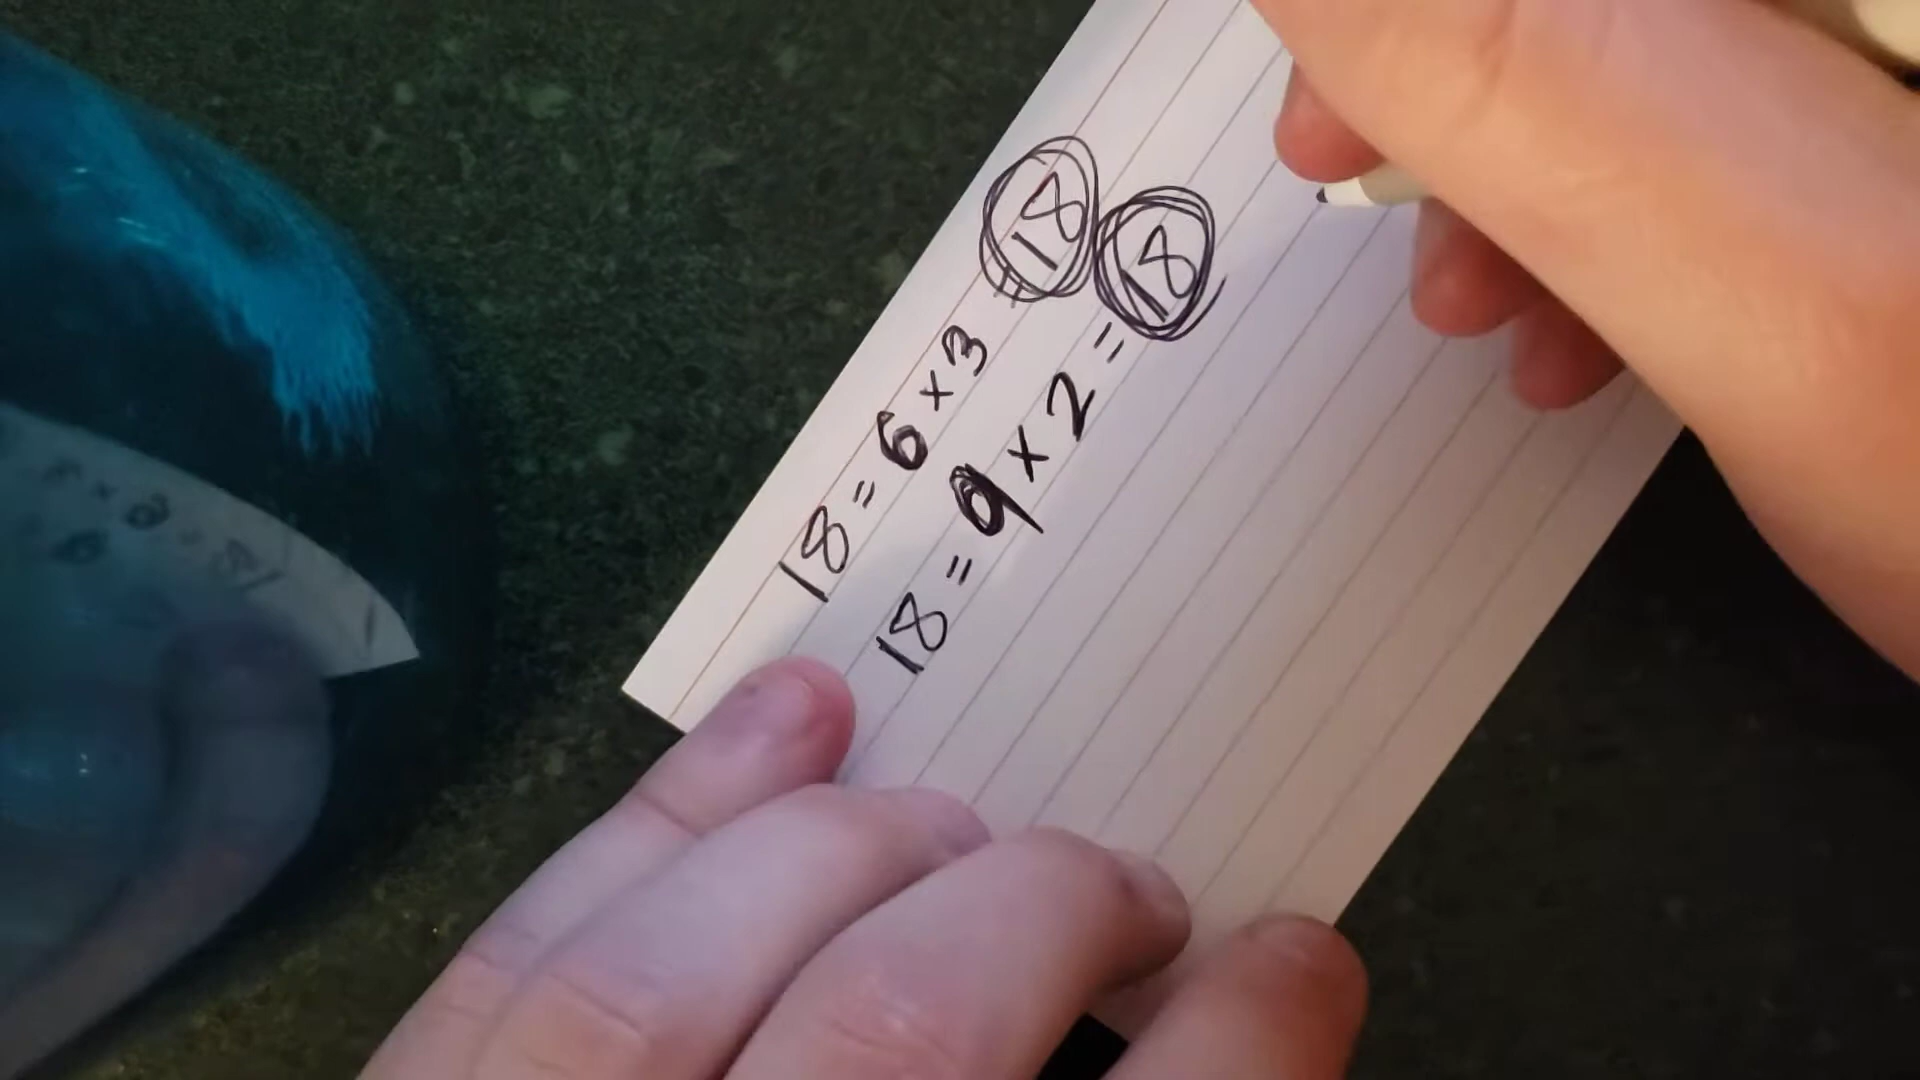 18 = 6 × 3 = 18
18 = 9 × 2 = 18